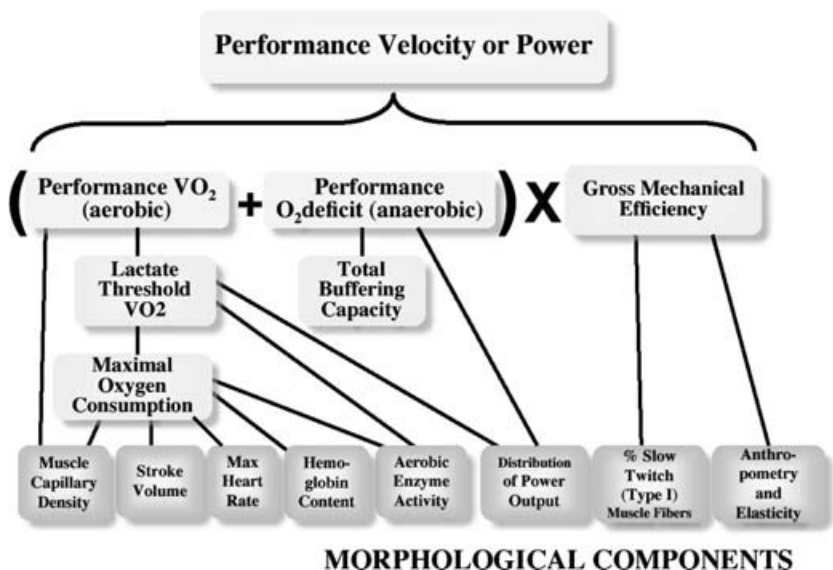 Performance Velocity or Power
(
Performance VO₂
(aerobic)
+
Performance
O₂deficit (anaerobic)
)
X
Gross Mechanical
Efficiency
Lactate
Threshold
VO2
Total
Buffering
Capacity
Maximal
Oxygen
Consumption
Muscle
Capillary
Density
Stroke
Volume
Max
Heart
Rate
Hemo-
globin
Content
Aerobic
Enzyme
Activity
Distribution
of Power
Output
% Slow
Twitch
(Type I)
Muscle Fibers
Anthro-
pometry
and
Elasticity
MORPHOLOGICAL COMPONENTS